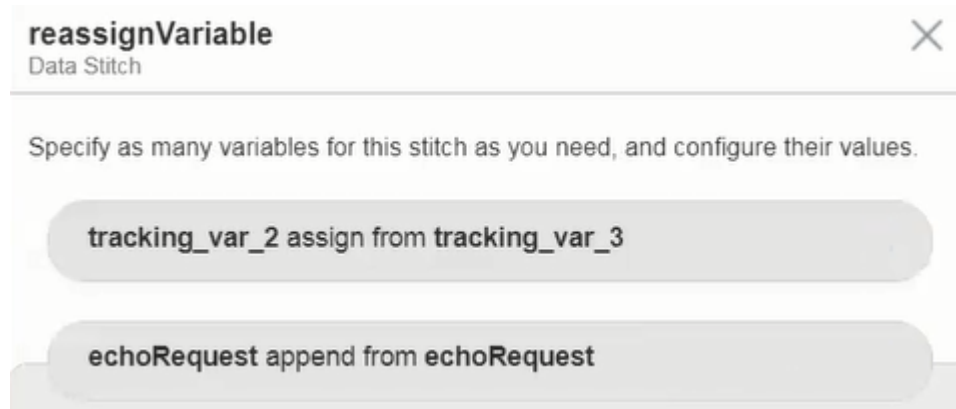 reassignVariable
Data Stitch
Specify as many variables for this stitch as you need, and configure their values.
tracking_var_2 assign from tracking_var_3
echoRequest append from echoRequest